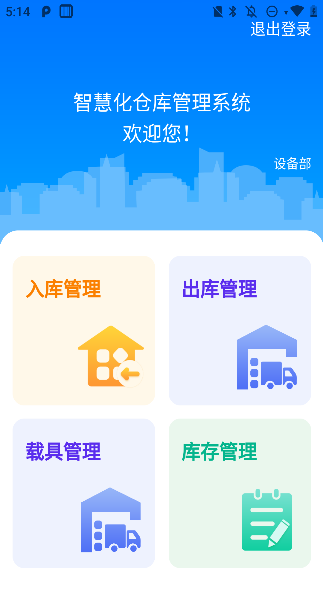 5:14
退出登录
智慧化仓库管理系统
欢迎您！
设备部
入库管理
出库管理
载具管理
库存管理